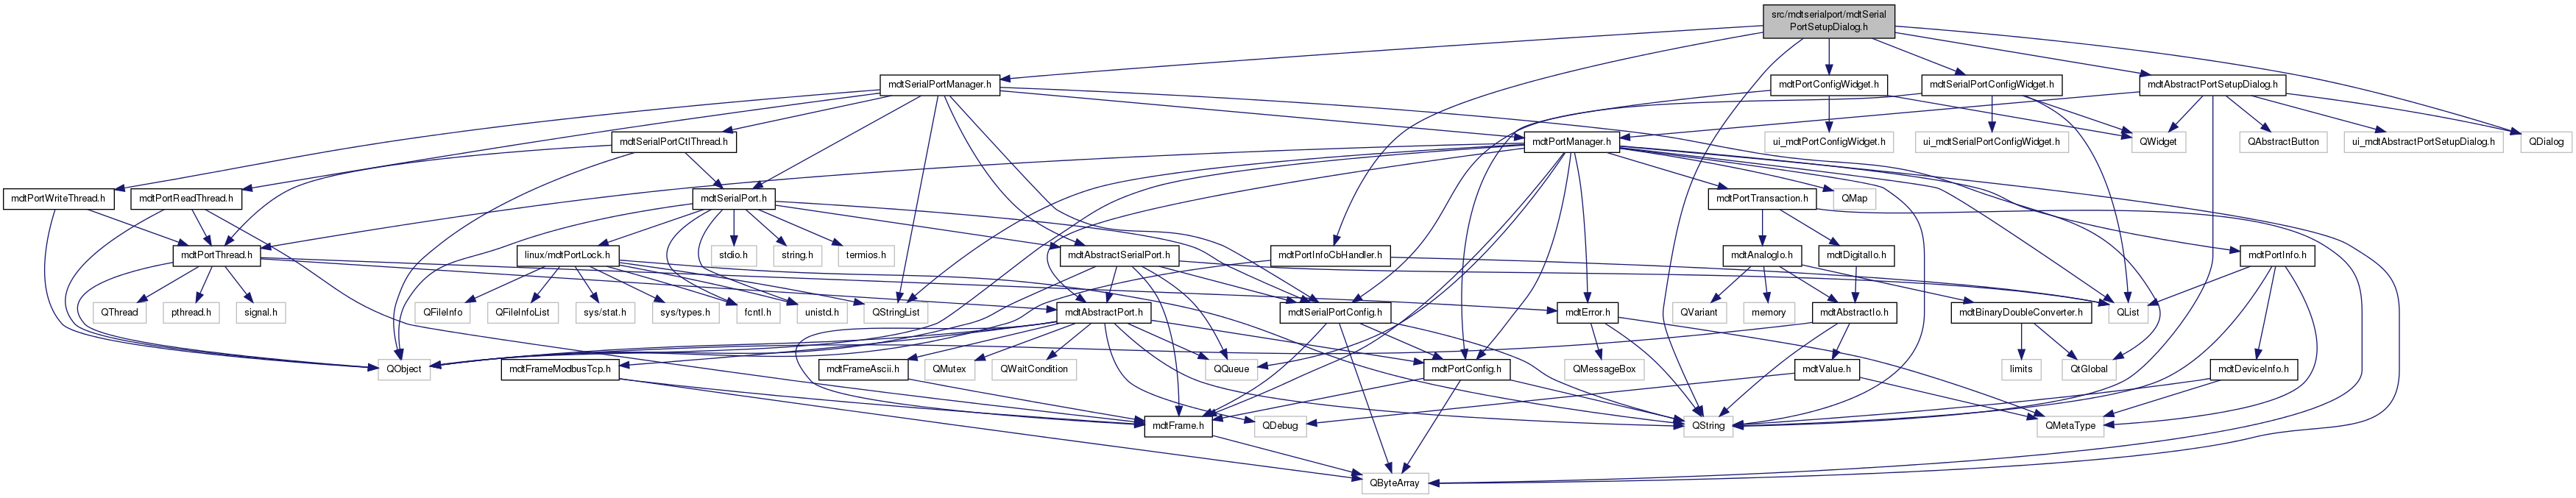 src/mdtserialport/mdtSerial
PortSetupDialog.h
mdtSerialPortManager.h
mdtPortConfigWidget.h
mdtSerialPortConfigWidget.h
mdtAbstractPortSetupDialog.h
mdtSerialPortCtlThread.h
mdtPortManager.h
ui_mdtPortConfigWidget.h
ui_mdtSerialPortConfigWidget.h
QWidget
QAbstractButton
ui_mdtAbstractPortSetupDialog.h
QDialog
mdtPortWriteThread.h
mdtPortReadThread.h
mdtSerialPort.h
mdtPortTransaction.h
QMap
mdtPortThread.h
linux/mdtPortLock.h
stdio.h
string.h
termios.h
mdtAbstractSerialPort.h
mdtPortInfoCbHandler.h
mdtAnalogIo.h
mdtDigitalIo.h
mdtPortInfo.h
QThread
pthread.h
signal.h
QFileInfo
QFileInfoList
sys/stat.h
sys/types.h
fcntl.h
unistd.h
QStringList
mdtAbstractPort.h
mdtSerialPortConfig.h
mdtError.h
QVariant
memory
mdtAbstractIo.h
mdtBinaryDoubleConverter.h
QList
QObject
mdtFrameModbusTcp.h
mdtFrameAscii.h
QMutex
QWaitCondition
QQueue
mdtPortConfig.h
QMessageBox
mdtValue.h
limits
QtGlobal
mdtDeviceInfo.h
mdtFrame.h
QDebug
QString
QMetaType
QByteArray